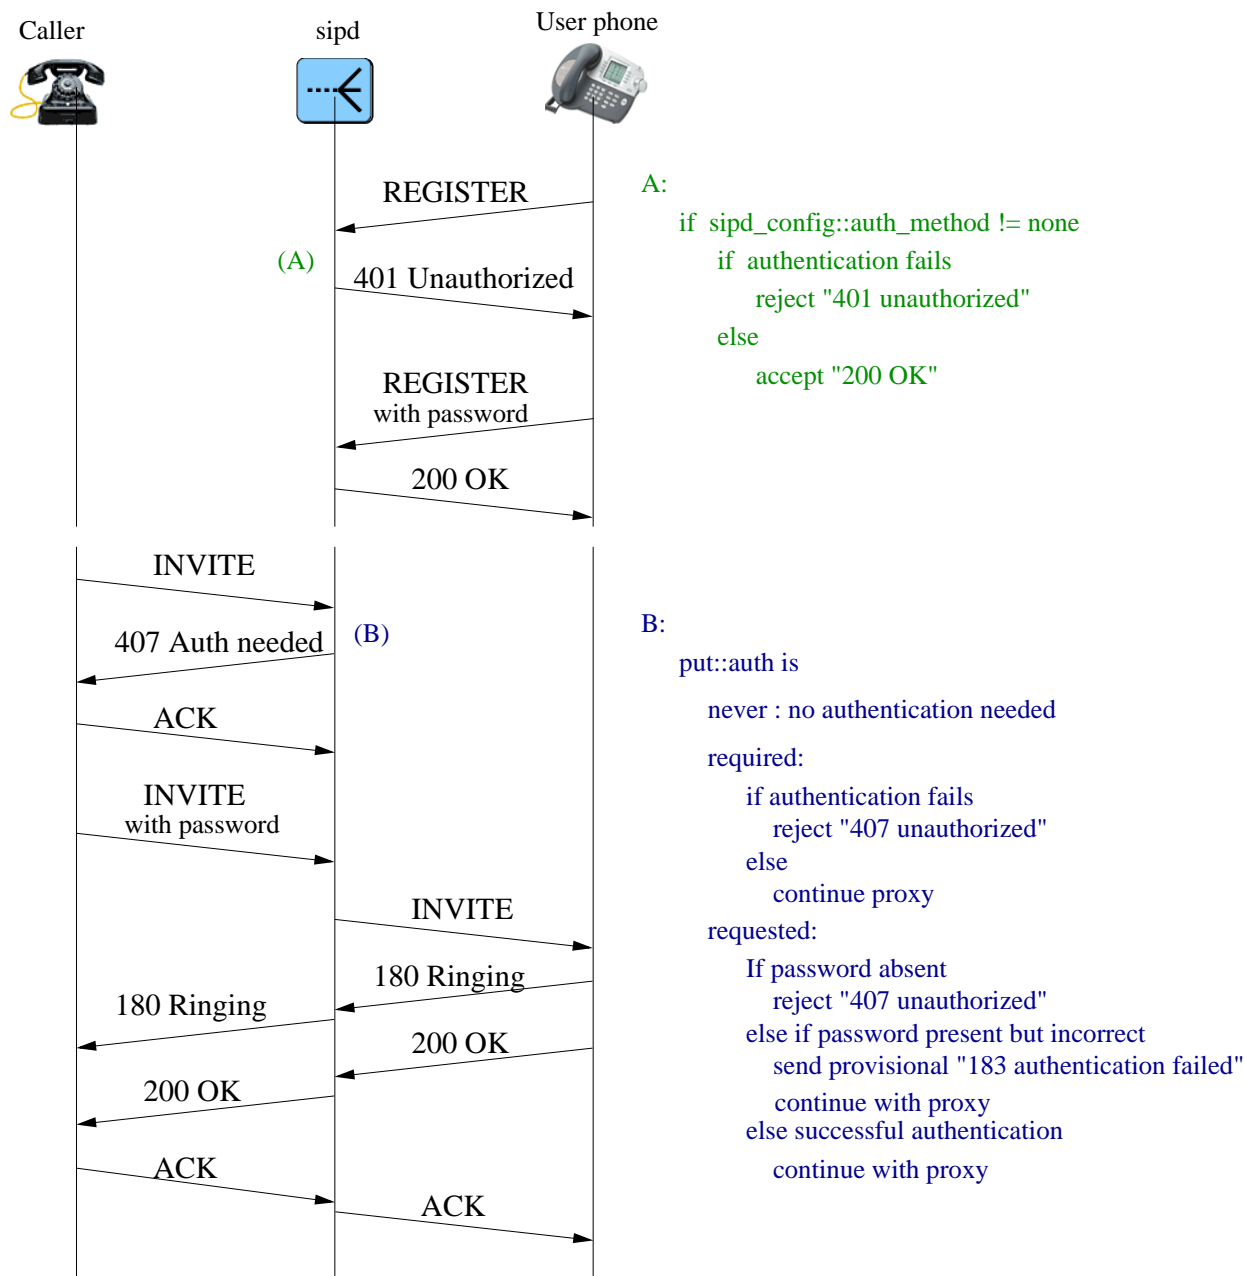 Caller
sipd
User phone
REGISTER
(A)
401 Unauthorized
REGISTER
with password
200 OK
A:
if sipd_config::auth_method != none
if authentication fails
reject "401 unauthorized"
else
accept "200 OK"
INVITE
407 Auth needed
(B)
ACK
INVITE
with password
INVITE
180 Ringing
180 Ringing
200 OK
200 OK
ACK
ACK
B:
put::auth is
never : no authentication needed
required:
if authentication fails
reject "407 unauthorized"
else
continue proxy
requested:
If password absent
reject "407 unauthorized"
else if password present but incorrect
send provisional "183 authentication failed"
continue with proxy
else successful authentication
continue with proxy